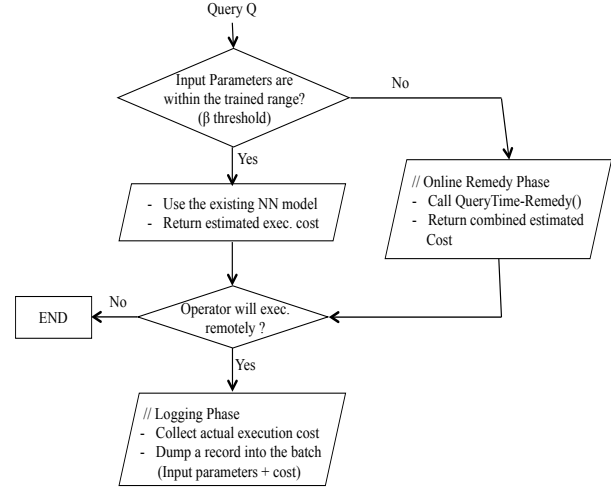 Query Q
Input Parameters are
within the trained range?
(β threshold)
No
Yes
- Use the existing NN model
- Return estimated exec. cost
// Online Remedy Phase
- Call QueryTime-Remedy()
- Return combined estimated
Cost
Operator will exec.
remotely ?
No
END
Yes
// Logging Phase
- Collect actual execution cost
- Dump a record into the batch
(Input parameters + cost)